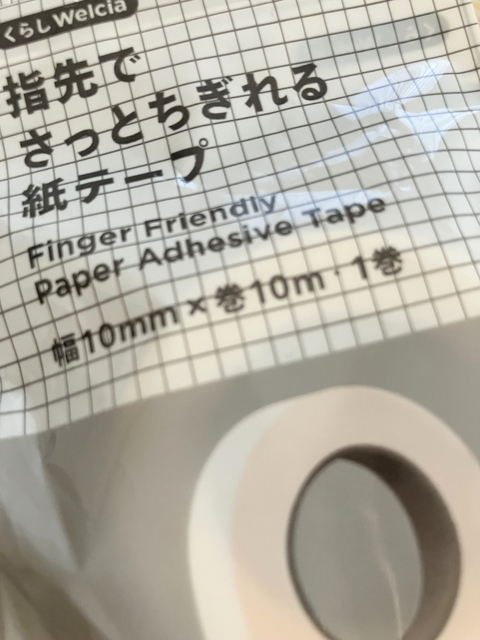 くらしWelcia
指先で
さっとちぎれる
紙テープ
Finger Friendly
Paper Adhesive Tape
幅10mm×巻10m・1巻